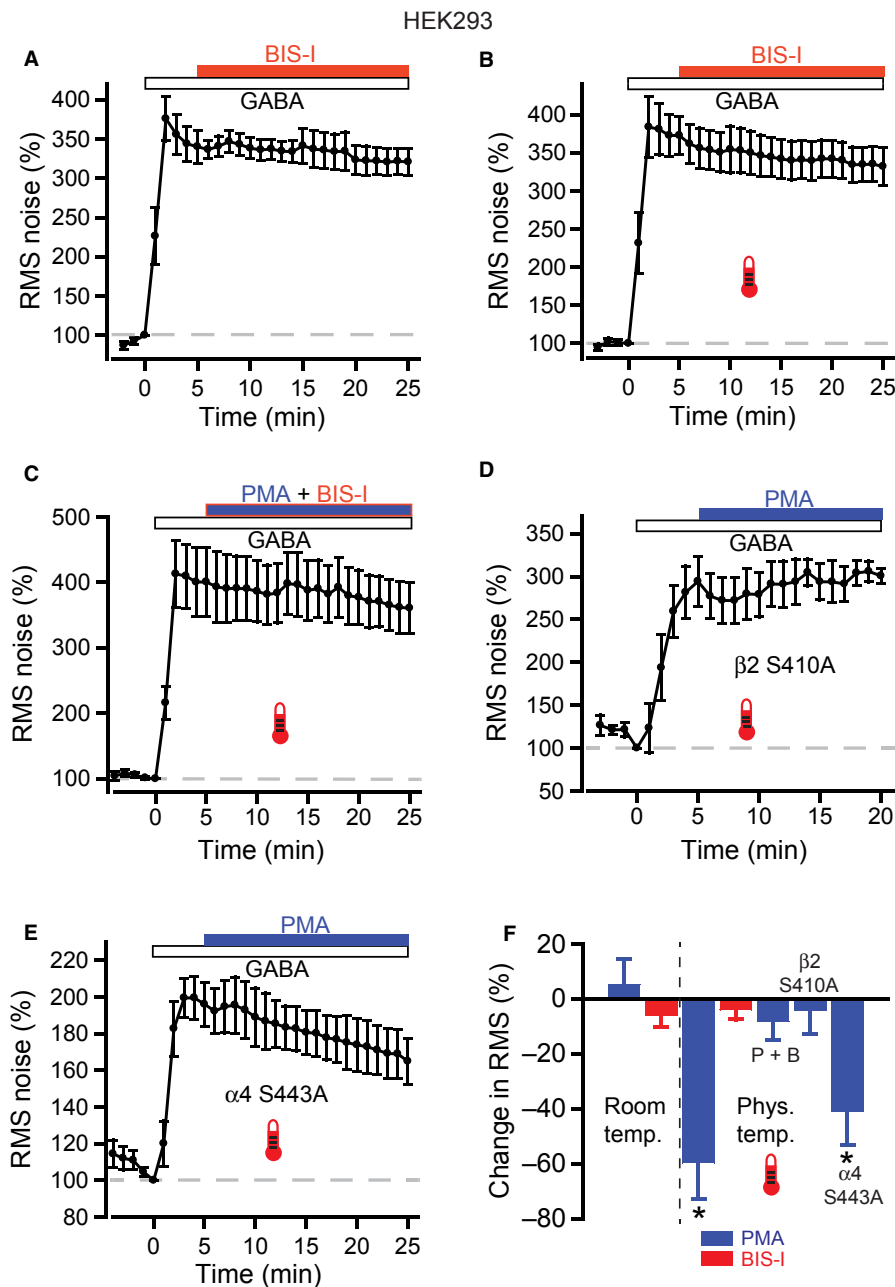 HEK293
A
BIS-I
GABA
400
350
300
250
200
150
100
RMS noise (%)
0 5 10 15 20 25
Time (min)
B
BIS-I
GABA
400
350
300
250
200
150
100
RMS noise (%)
0 5 10 15 20 25
Time (min)
C
PMA + BIS-I
GABA
500
400
300
200
100
RMS noise (%)
0 5 10 15 20 25
Time (min)
D
PMA
GABA
350
300
250
200
150
100
50
RMS noise (%)
β2 S410A
0 5 10 15 20
Time (min)
E
PMA
GABA
220
200
180
160
140
120
100
80
RMS noise (%)
α4 S443A
0 5 10 15 20 25
Time (min)
F
20
0
–20
–40
–60
–80
Change in RMS (%)
β2
S410A
P + B
Room
temp.
Phys.
temp.
*
*
α4
S443A
PMA
BIS-I